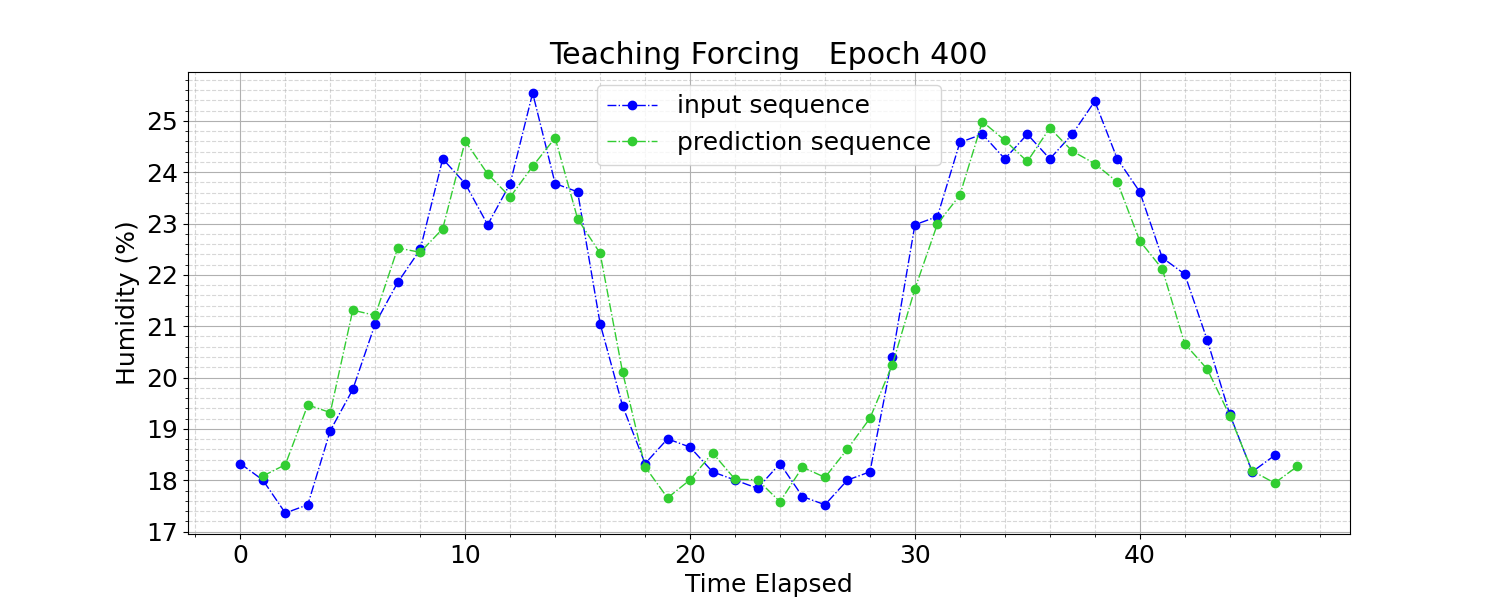 Teaching Forcing   Epoch 400
input sequence
prediction sequence
Humidity (%)
25
24
23
22
21
20
19
18
17
0 10 20 30 40
Time Elapsed